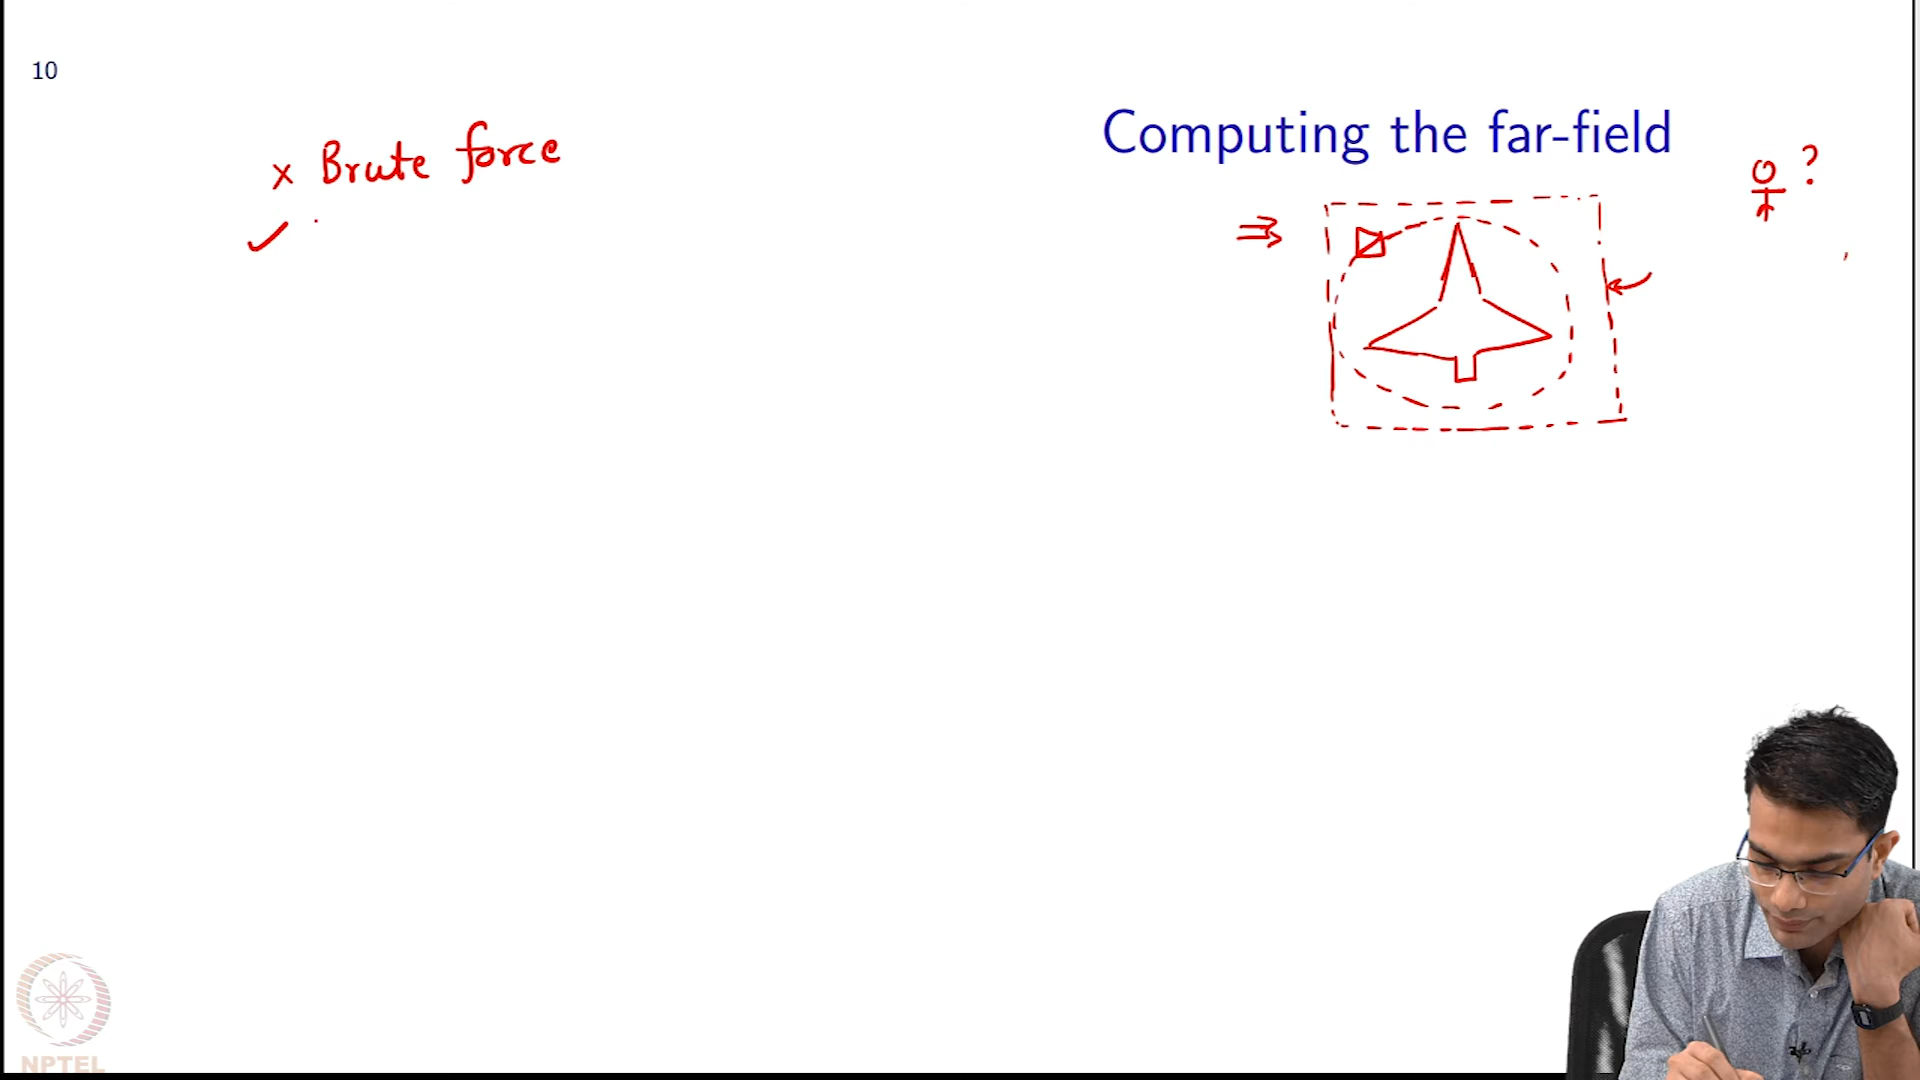 10
Computing the far-field
x Brute force
✓
?
NPTEL